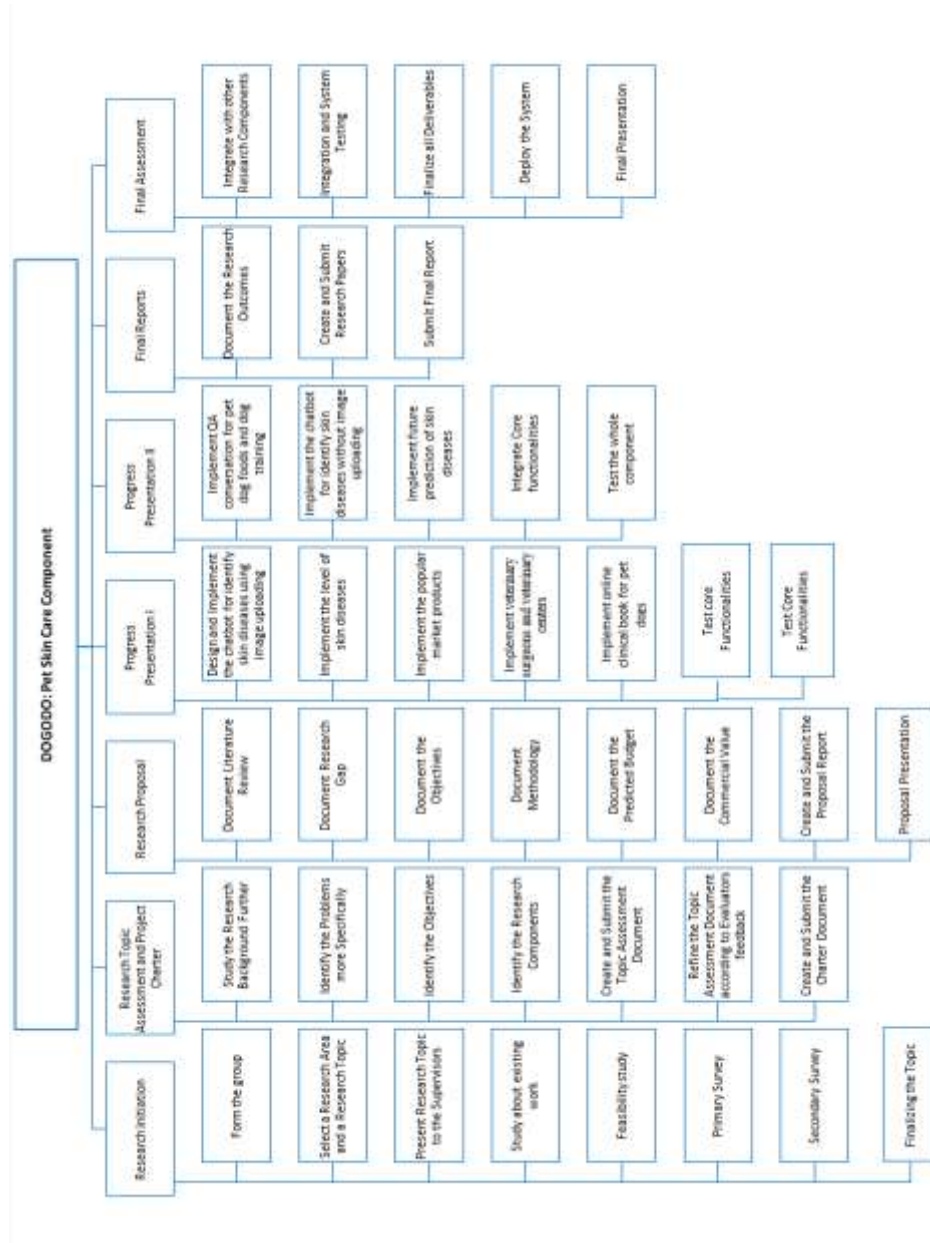 DOGODO: Pet Skin Care Component
Research Initiation
Form the group
Select a Research Area
and a Research Topic
Present Research Topic
to the Supervisors
Study about existing
work
Feasibility study
Primary Survey
Secondary Survey
Finalizing the Topic
Research Topic
Assessment and Project
Charter
Study the Research
Background Further
Identify the Problems
more Specifically
Identify the Objectives
Identify the Research
Components
Create and Submit the
Topic Assessment
Document
Refine the Topic
Assessment Document
according to Evaluators
feedback
Create and Submit the
Charter Document
Research Proposal
Document Literature
Review
Document Research
Gap
Document the
Objectives
Document
Methodology
Document the
Predicted Budget
Document the
Commercial Value
Create and Submit the
Proposal Report
Proposal Presentation
Progress
Presentation I
Design and Implement
the chatbot for identify
skin diseases using
image uploading
Implement the level of
skin diseases
Implement the popular
market products
Implement veterinary
surgeries and veterinary
centers
Implement online
clinical book for pet
dogs
Test core
Functionalities
Test Core
Functionalities
Progress
Presentation II
Implement QA
conversation for pet
dog foods and dog
training
Implement the chatbot
for identify skin
diseases without image
uploading
Implement future
prediction of skin
diseases
Integrate Core
functionalities
Test the whole
component
Final Reports
Document the Research
Outcomes
Create and Submit
Research Papers
Submit Final Report
Final Assessment
Integrate with other
Research Components
Integration and System
Testing
Finalize all Deliverables
Deploy the System
Final Presentation